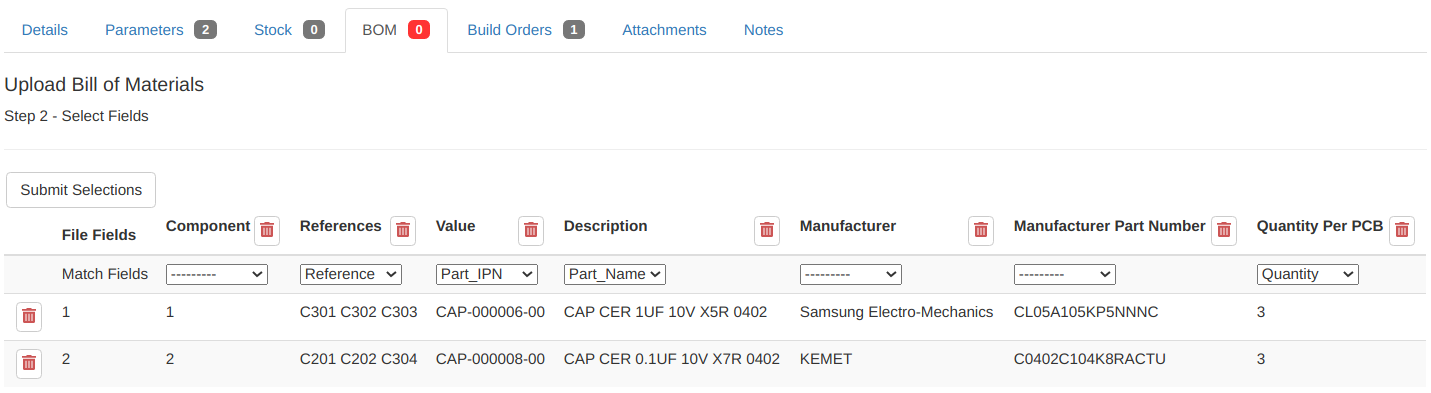 Details Parameters 2 Stock 0 BOM 0 Build Orders 1 Attachments Notes
Upload Bill of Materials
Step 2 - Select Fields
Submit Selections
File Fields Component References Value Description Manufacturer Manufacturer Part Number Quantity Per PCB
Match Fields --------- Reference Part_IPN Part_Name --------- --------- Quantity
1 1 C301 C302 C303 CAP-000006-00 CAP CER 1UF 10V X5R 0402 Samsung Electro-Mechanics CL05A105KP5NNNC 3
2 2 C201 C202 C304 CAP-000008-00 CAP CER 0.1UF 10V X7R 0402 KEMET C0402C104K8RACTU 3